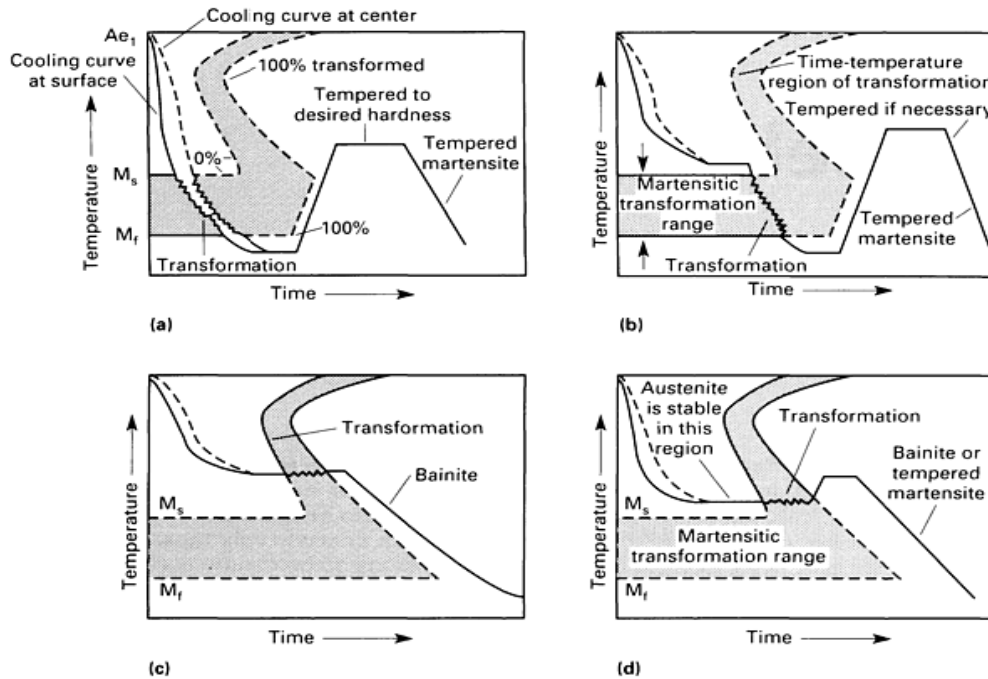 Cooling curve at center
Ae1
Cooling curve
at surface
100% transformed
Tempered to
desired hardness
Tempered
martensite
0%
Ms
Mf
100%
Transformation
Temperature
Time
(a)
Time-temperature
region of transformation
Tempered if necessary
Ms
Martensitic
transformation
range
Mf
Tempered
martensite
Transformation
Temperature
Time
(b)
Transformation
Bainite
Ms
Mf
Temperature
Time
(c)
Austenite
is stable
in this
region
Transformation
Bainite or
tempered
martensite
Ms
Martensitic
transformation range
Mf
Temperature
Time
(d)